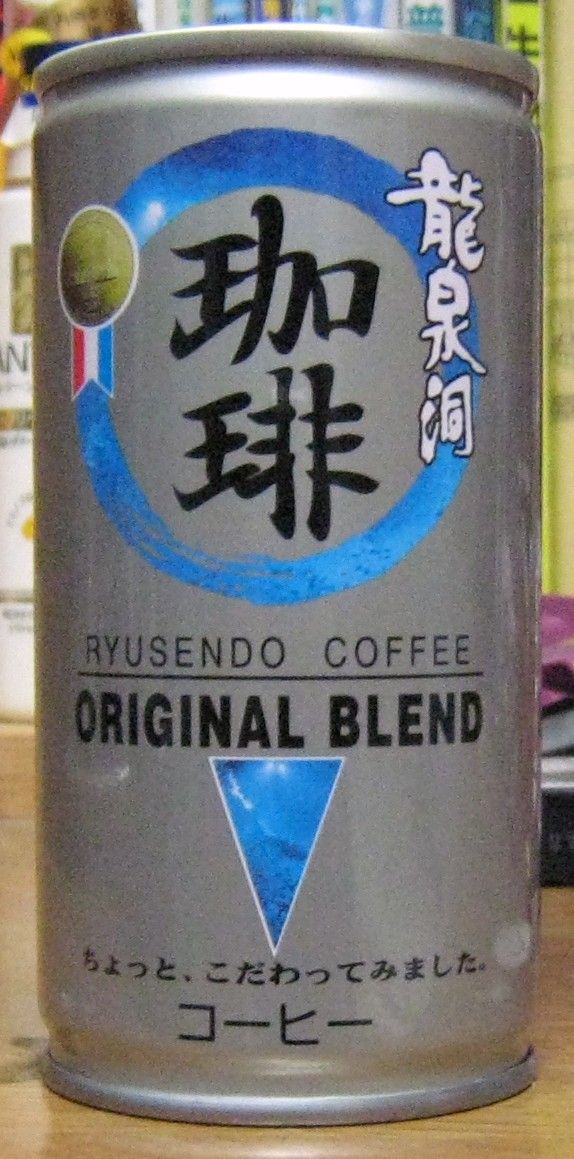 龍泉洞
珈琲
RYUSENDO COFFEE
ORIGINAL BLEND
ちょっと、こだわってみました。
コーヒー